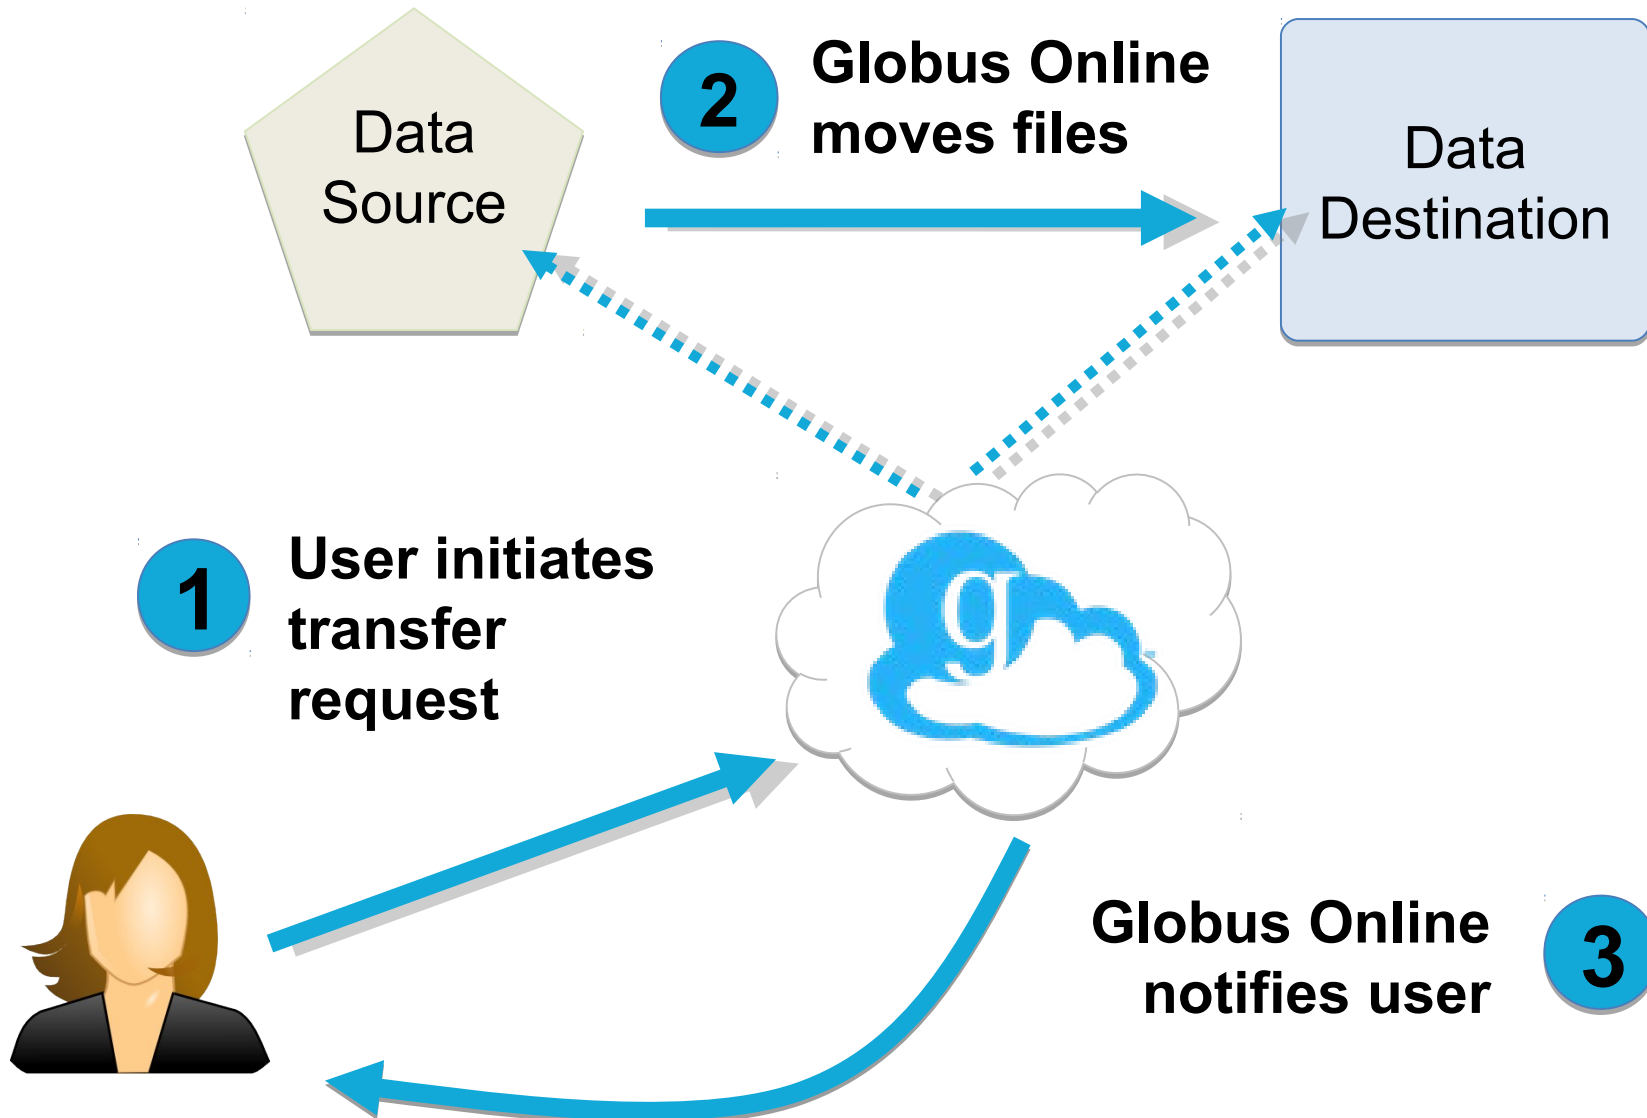 Data
Source
2
Globus Online
moves files
Data
Destination
1
User initiates
transfer
request
g
Globus Online
notifies user
3